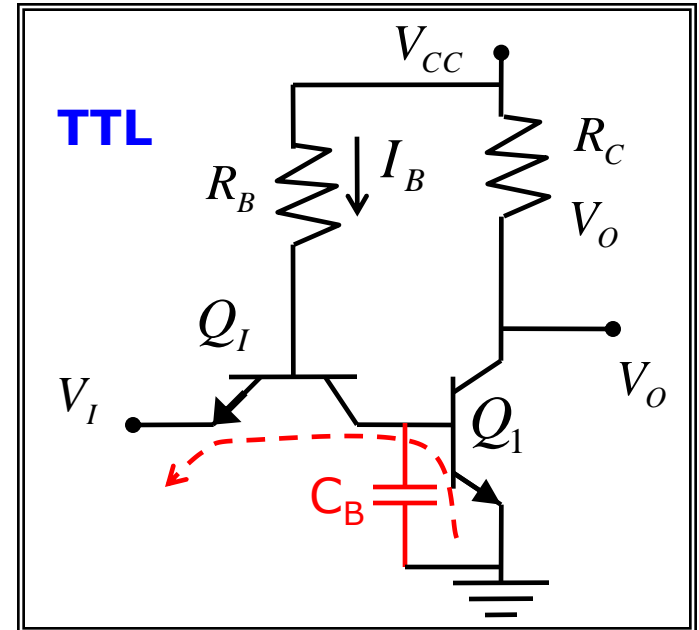 V_CC
TTL
R_C
I_B
R_B
V_O
Q_I
V_I
V_O
Q_1
C_B